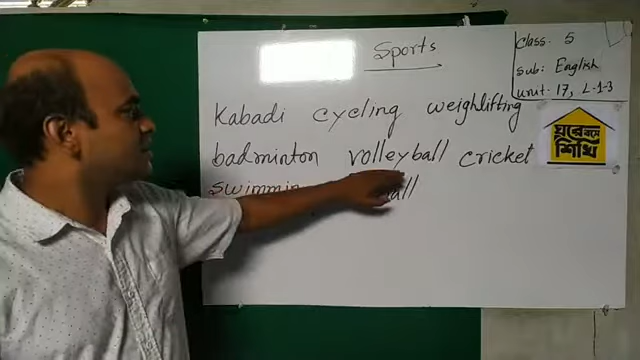 Sports
Class: 5
Sub: English
unit- 17, L-1-3
Kabadi cycling weighlifting
badminton volleyball cricket
ঘরে বসে
শিখি